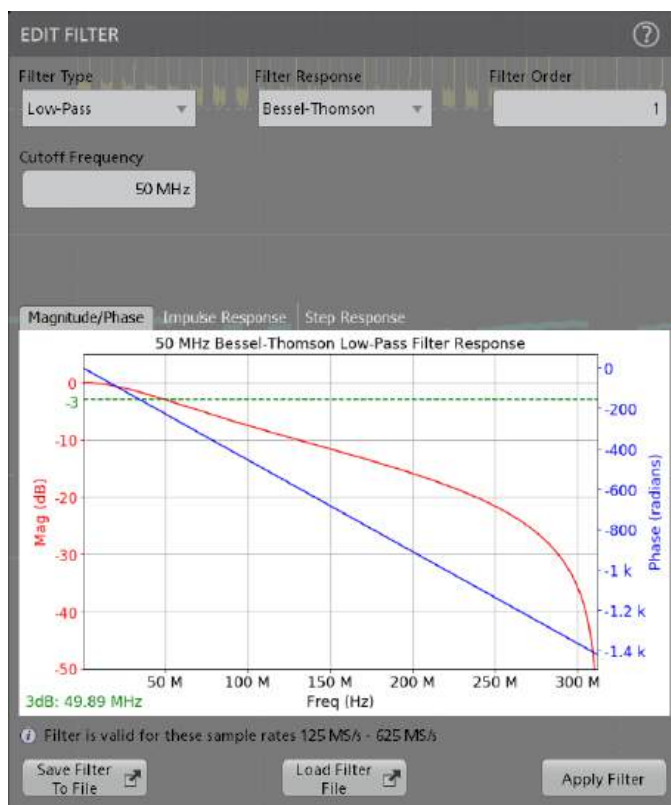 EDIT FILTER
?
Filter Type Filter Response Filter Order
Low-Pass Bessel-Thomson 1
Cutoff Frequency
50 MHz
Magnitude/Phase Impulse Response Step Response
50 MHz Bessel-Thomson Low-Pass Filter Response
0
-3
-10
-20
-30
-40
-50
Mag (dB)
0
-200
-400
-600
-800
-1 k
-1.2 k
-1.4 k
Phase (radians)
50 M 100 M 150 M 200 M 250 M 300 M
3dB: 49.89 MHz Freq (Hz)
i Filter is valid for these sample rates 125 MS/s - 625 MS/s
Save Filter
To File
Load Filter
File
Apply Filter